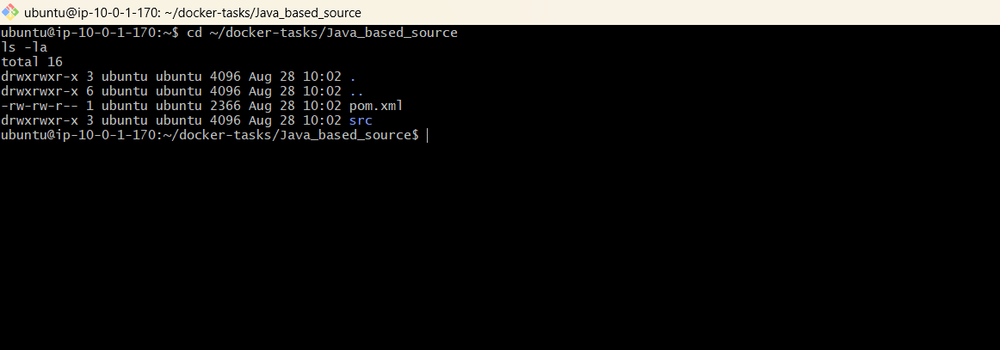 ubuntu@ip-10-0-1-170: ~/docker-tasks/Java_based_source
ubuntu@ip-10-0-1-170:~$ cd ~/docker-tasks/Java_based_source
ls -la
total 16
drwxrwxr-x 3 ubuntu ubuntu 4096 Aug 28 10:02 .
drwxrwxr-x 6 ubuntu ubuntu 4096 Aug 28 10:02 ..
-rw-rw-r-- 1 ubuntu ubuntu 2366 Aug 28 10:02 pom.xml
drwxrwxr-x 3 ubuntu ubuntu 4096 Aug 28 10:02 src
ubuntu@ip-10-0-1-170:~/docker-tasks/Java_based_source$